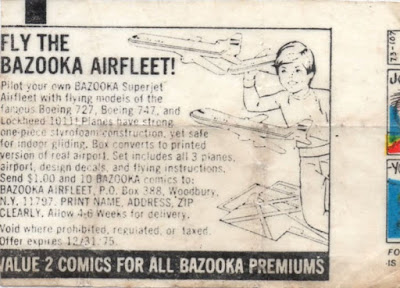 FLY THE
BAZOOKA AIRFLEET!
Pilot your own BAZOOKA Superjet
Airfleet with flying models of the
famous Boeing 727, Boeing 747, and
Lockheed 1011! Planes have strong
one-piece styrofoam construction, yet safe
for indoor gliding. Box converts to printed
version of real airport. Set includes all 3 planes,
airport, design decals, and flying instructions.
Send $1.00 and 10 BAZOOKA comics to:
BAZOOKA AIRFLEET, P.O. Box 388, Woodbury,
N.Y. 11797. PRINT NAME, ADDRESS, ZIP
CLEARLY. Allow 4-6 Weeks for delivery.
Void where prohibited, regulated, or taxed.
Offer expires 12/31/75.
VALUE 2 COMICS FOR ALL BAZOOKA PREMIUMS
73-167
FO
IS